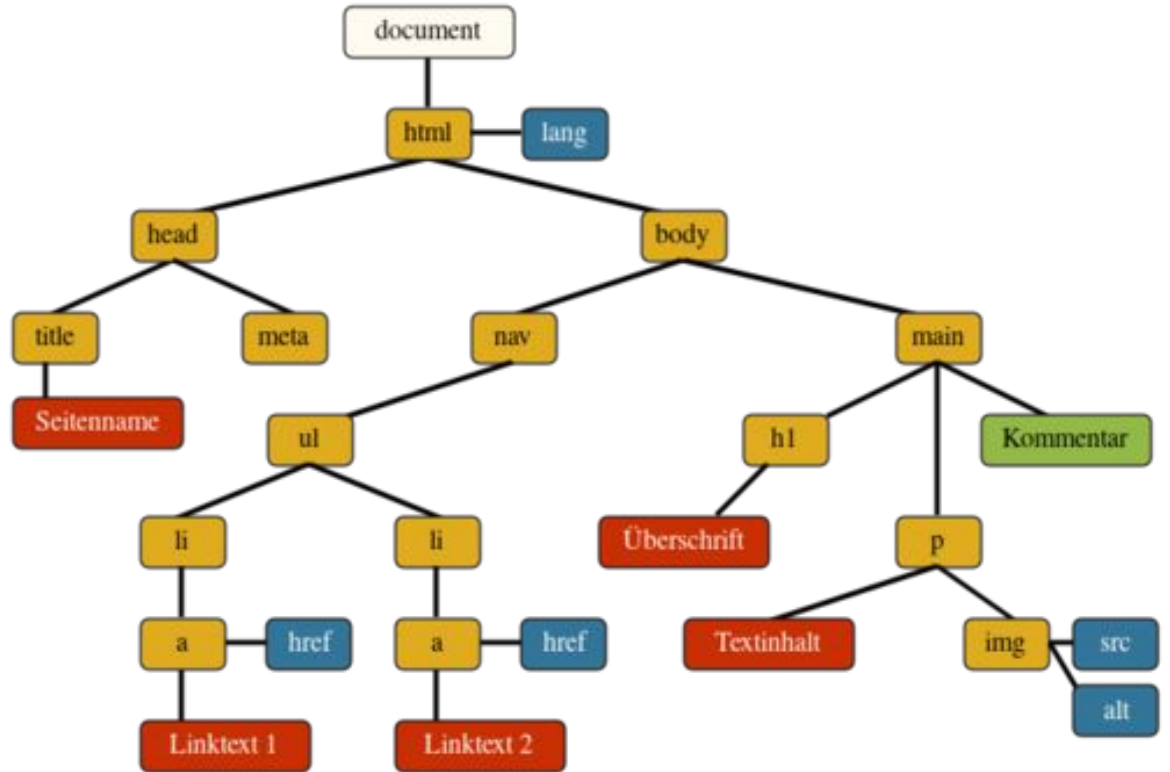 document
html
lang
head
body
title
meta
nav
main
Seitenname
ul
h1
Kommentar
li
li
Überschrift
p
a
href
a
href
Textinhalt
img
src
alt
Linktext 1
Linktext 2